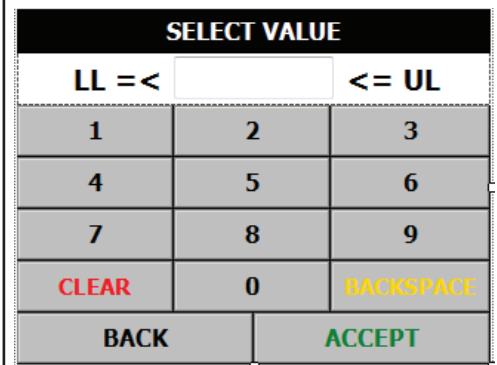 SELECT VALUE
LL =< <= UL
1 2 3
4 5 6
7 8 9
CLEAR 0 BACKSPACE
BACK ACCEPT